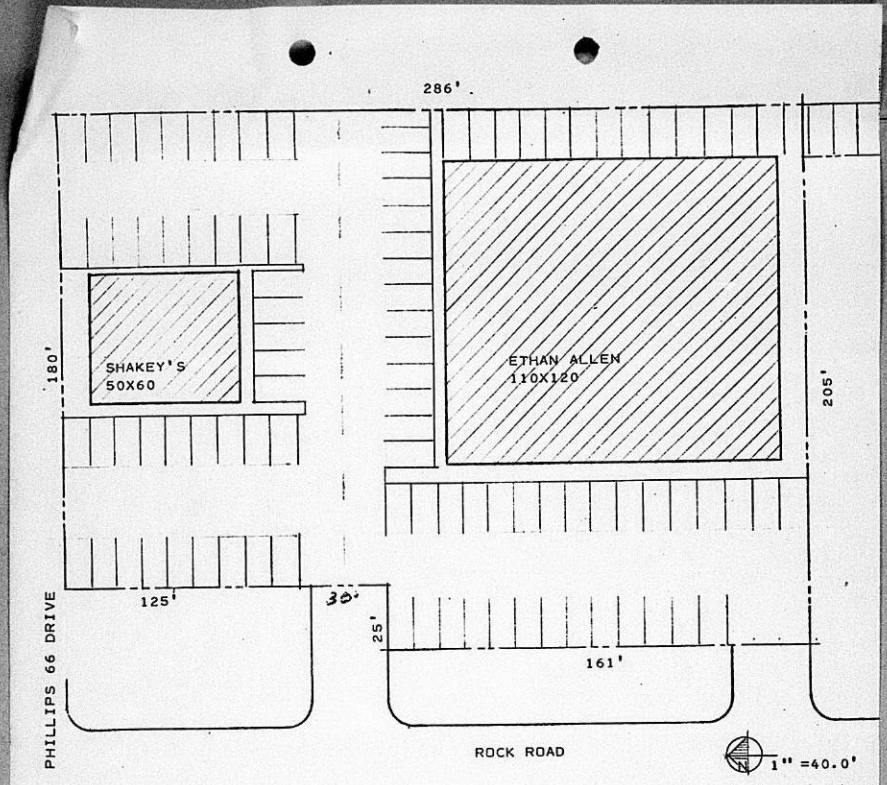 286'
180'
SHAKEY'S
50X60
ETHAN ALLEN
110X120
205'
PHILLIPS 66 DRIVE
125'
30'
25'
161'
ROCK ROAD
N
1" =40.0'